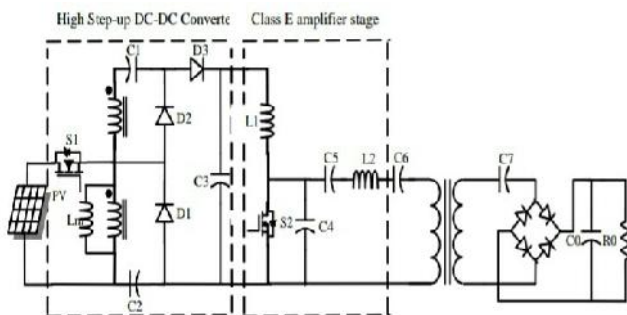 High Step-up DC-DC Converte
Class E amplifier stage
C1
D3
D2
L1
S1
C5
L2
C6
C7
C3
PV
Lm
D1
S2
C4
C0
R0
C2